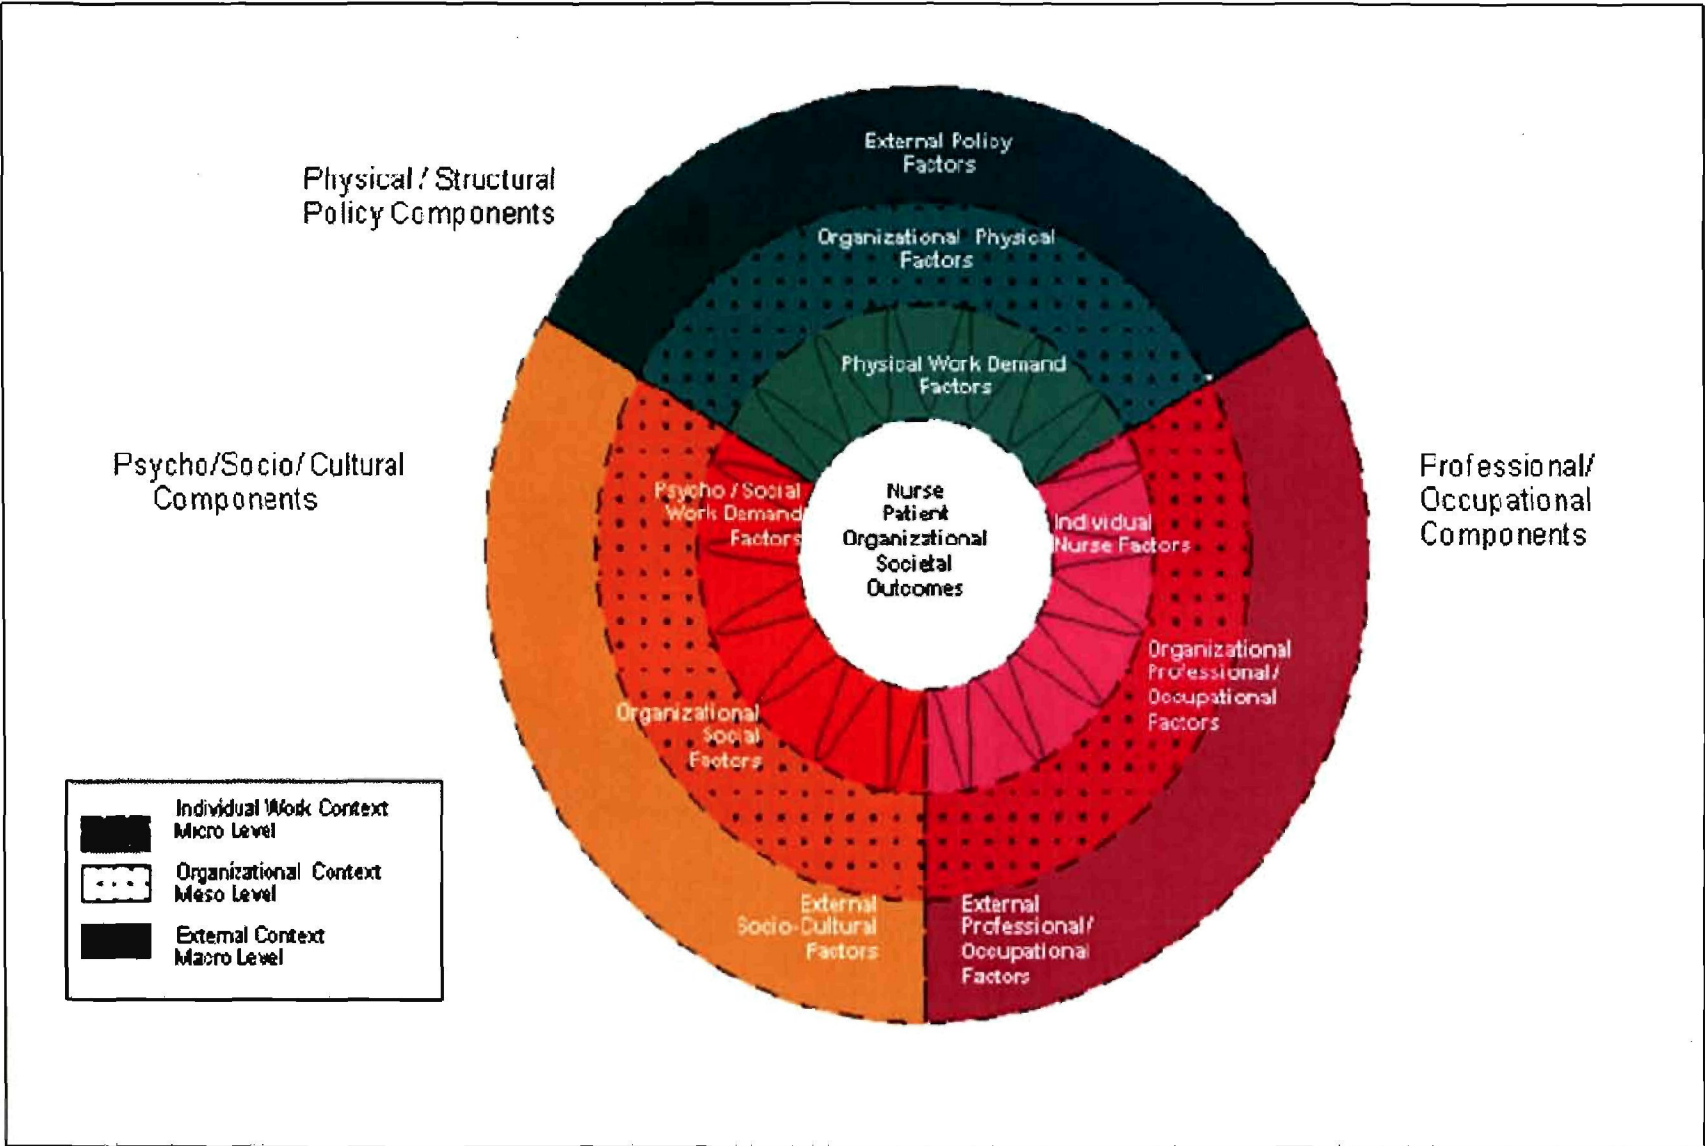 External Policy
Factors
Physical / Structural
Policy Components
Organizational Physical
Factors
Physical Work Demand
Factors
Psycho/Socio/Cultural
Components
Psycho / Social
Work Demand
Factors
Nurse
Patient
Organizational
Societal
Outcomes
Individual
Nurse Factors
Professional/
Occupational
Components
Organizational
Professional/
Occupational
Factors
Organizational
Social
Factors
External
Socio-Cultural
Factors
External
Professional/
Occupational
Factors
Individual Work Context
Micro Level
Organizational Context
Meso Level
External Context
Macro Level